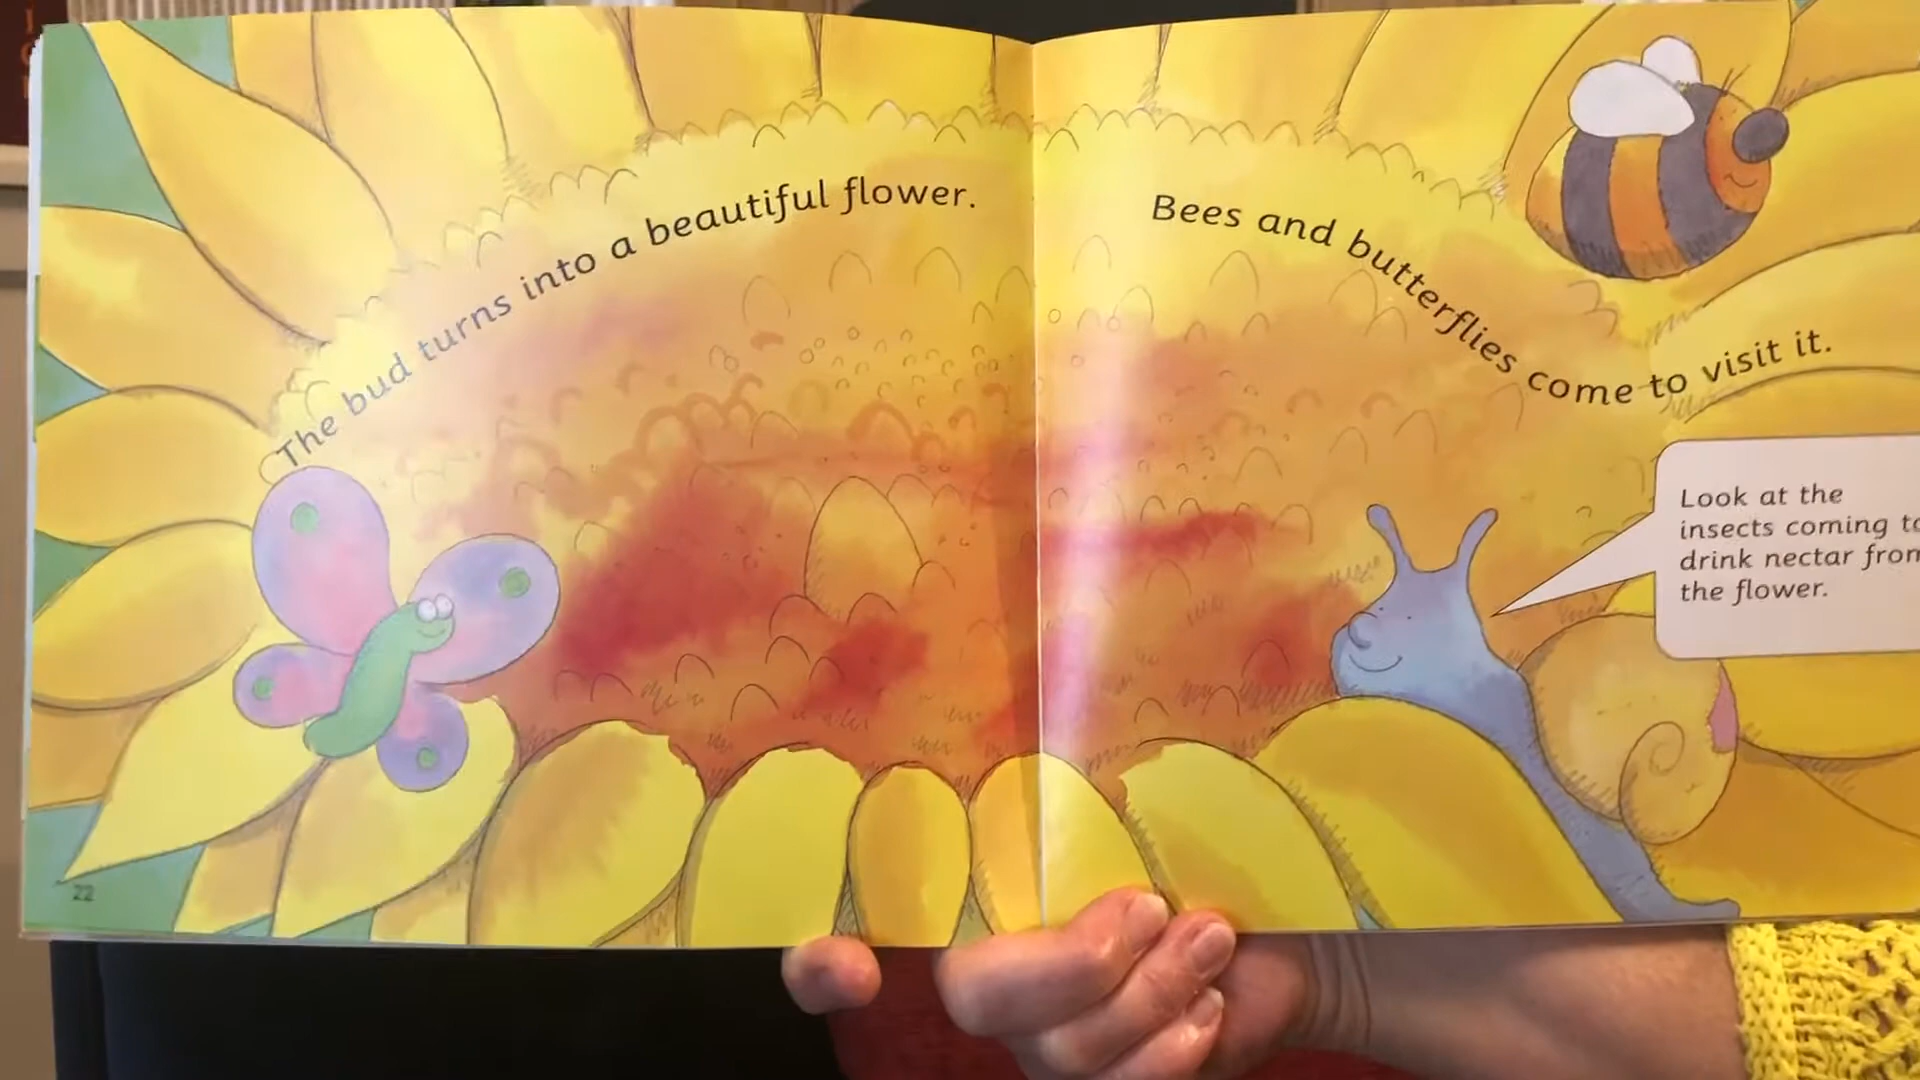 The bud turns into a beautiful flower.
Bees and butterflies come to visit it.
Look at the
insects coming to
drink nectar from
the flower.
22